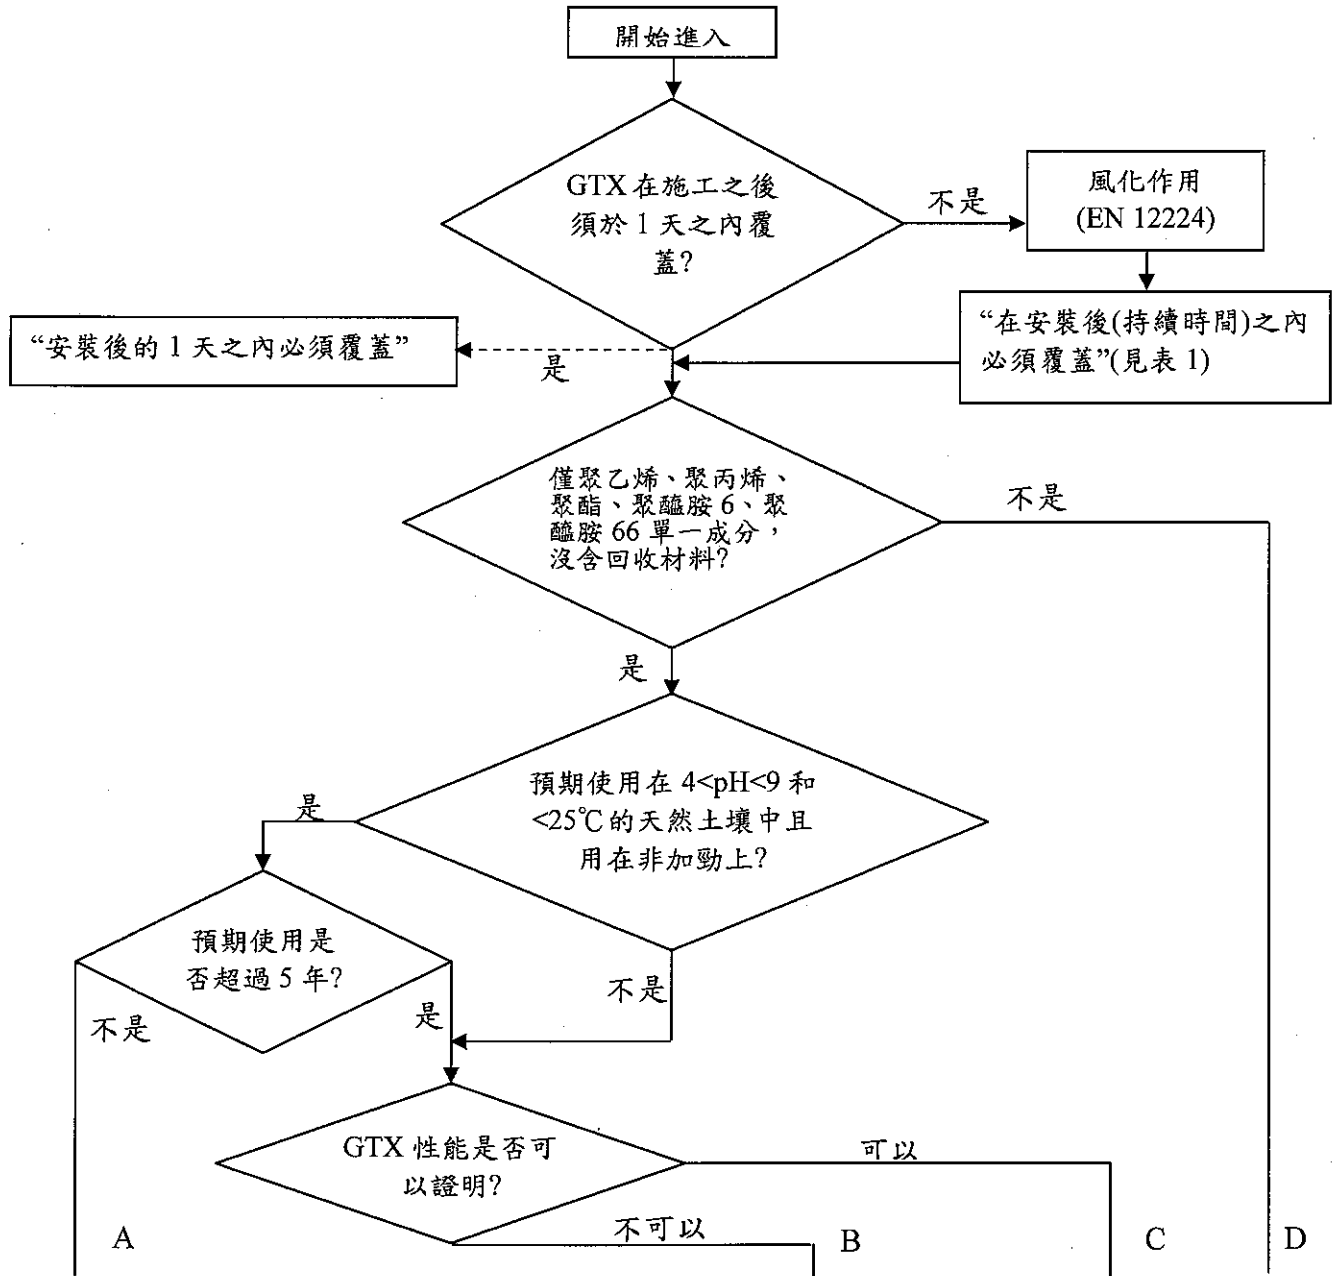 開始進入
GTX 在施工之後
須於 1 天之內覆
蓋?
不是
風化作用
(EN 12224)
“在安裝後(持續時間)之內
必須覆蓋”(見表 1)
“安裝後的 1 天之內必須覆蓋”
是
僅聚乙烯、聚丙烯、
聚酯、聚醯胺 6、聚
醯胺 66 單一成分，
沒含回收材料?
不是
是
預期使用在 4<pH<9 和
<25℃的天然土壤中且
用在非加勁上?
是
預期使用是
否超過 5 年?
不是
不是
是
GTX 性能是否可
以證明?
可以
不可以
A
B
C
D